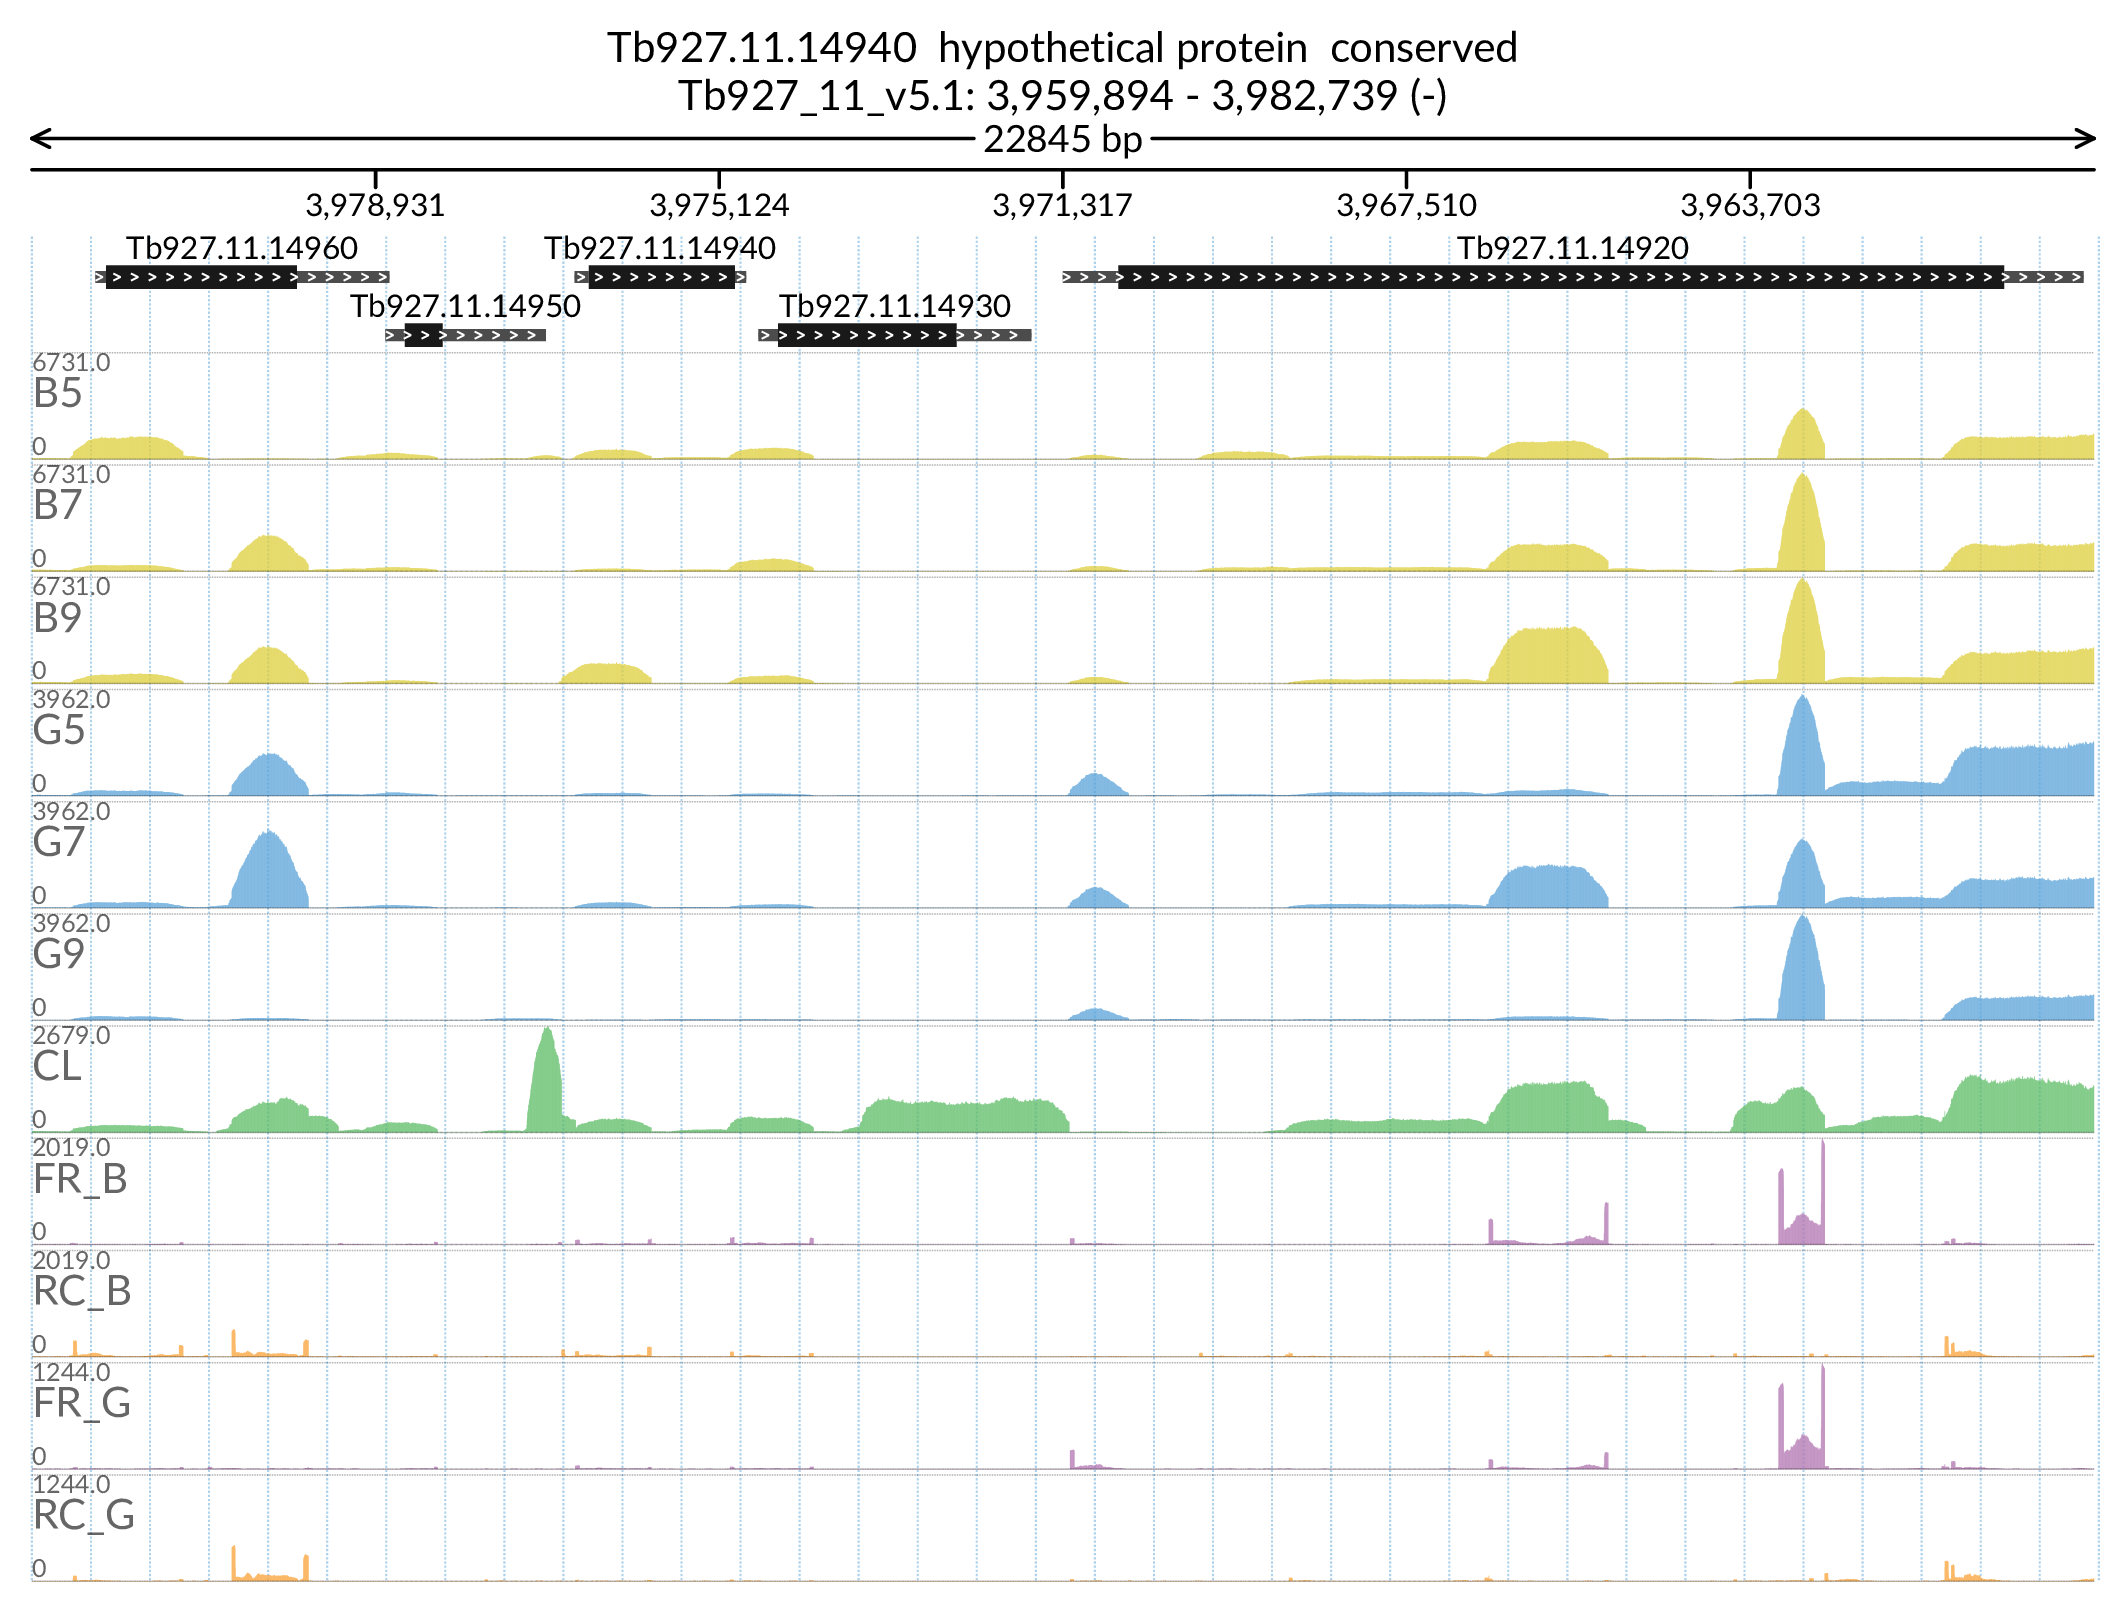 Tb927.11.14940  hypothetical protein  conserved
Tb927_11_v5.1: 3,959,894 - 3,982,739 (-)
22845 bp
3,978,931 3,975,124 3,971,317 3,967,510 3,963,703
Tb927.11.14960 Tb927.11.14940 Tb927.11.14920
Tb927.11.14950 Tb927.11.14930
6731.0
B5
0
6731.0
B7
0
6731.0
B9
0
3962.0
G5
0
3962.0
G7
0
3962.0
G9
0
2679.0
CL
0
2019.0
FR_B
0
2019.0
RC_B
0
1244.0
FR_G
0
1244.0
RC_G
0